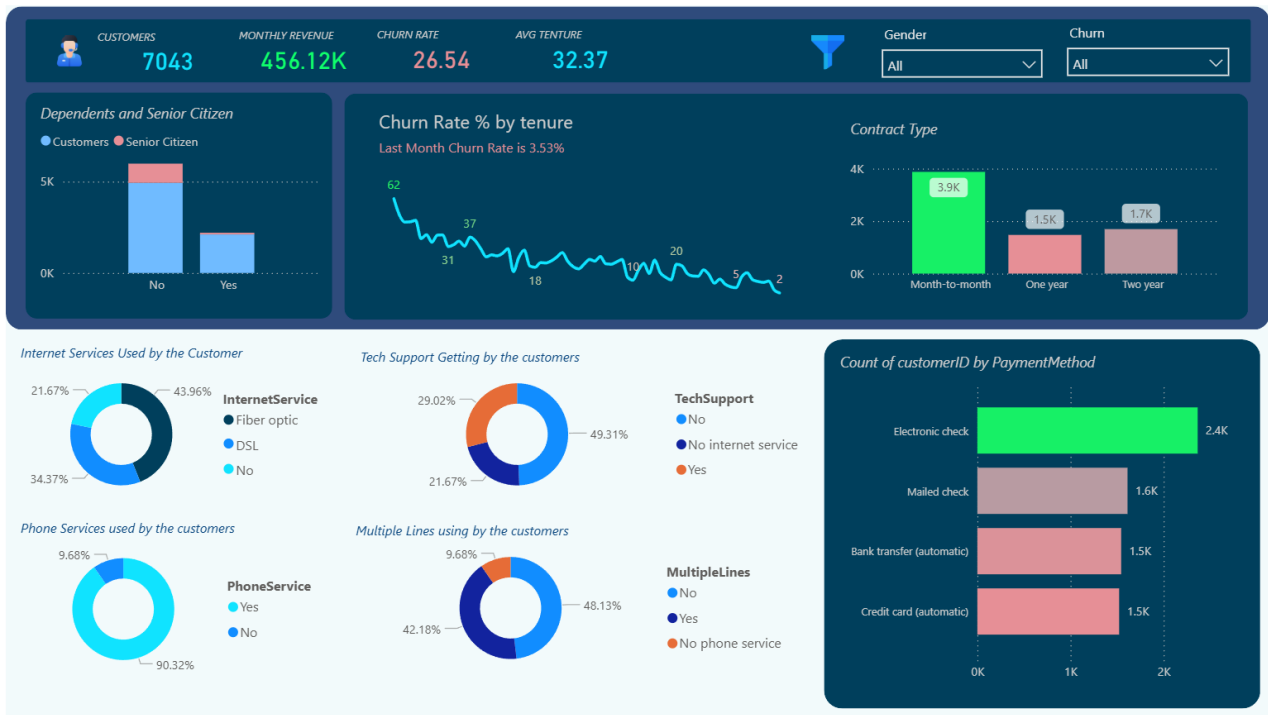 CUSTOMERS
7043
MONTHLY REVENUE
456.12K
CHURN RATE
26.54
AVG TENTURE
32.37
Gender
All
Churn
All
Dependents and Senior Citizen
Customers
Senior Citizen
5K
0K
No
Yes
Churn Rate % by tenure
Last Month Churn Rate is 3.53%
62
37
31
18
10
20
5
2
Contract Type
4K
2K
0K
3.9K
1.5K
1.7K
Month-to-month
One year
Two year
Internet Services Used by the Customer
21.67%
43.96%
34.37%
InternetService
Fiber optic
DSL
No
Tech Support Getting by the customers
29.02%
49.31%
21.67%
TechSupport
No
No internet service
Yes
Phone Services used by the customers
9.68%
90.32%
PhoneService
Yes
No
Multiple Lines using by the customers
9.68%
48.13%
42.18%
MultipleLines
No
Yes
No phone service
Count of customerID by PaymentMethod
Electronic check
2.4K
Mailed check
1.6K
Bank transfer (automatic)
1.5K
Credit card (automatic)
1.5K
0K
1K
2K